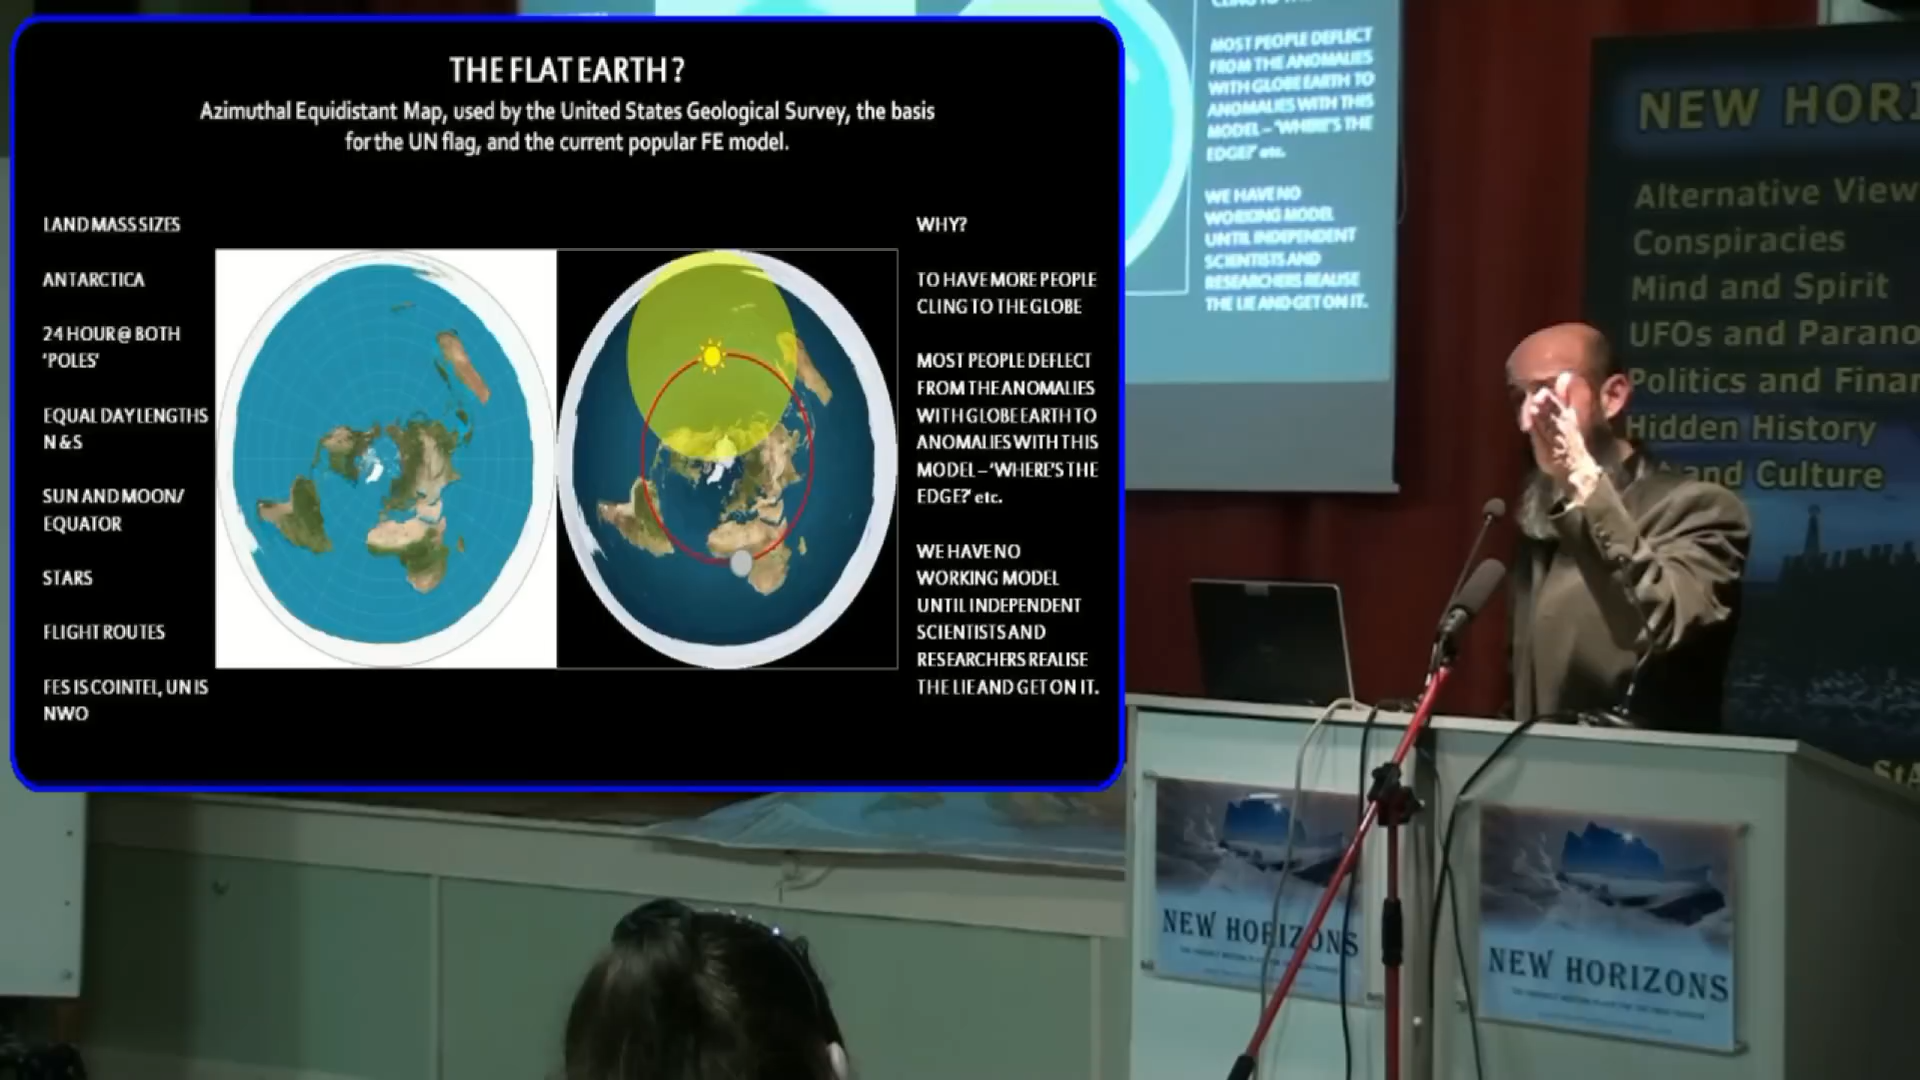 THE FLAT EARTH?
Azimuthal Equidistant Map, used by the United States Geological Survey, the basis
for the UN flag, and the current popular FE model.
LAND MASS SIZES
ANTARCTICA
24 HOUR @ BOTH
'POLES'
EQUAL DAY LENGTHS
N & S
SUN AND MOON/
EQUATOR
STARS
FLIGHT ROUTES
FES IS COINTEL, UN IS
NWO
WHY?
TO HAVE MORE PEOPLE
CLING TO THE GLOBE
MOST PEOPLE DEFLECT
FROM THE ANOMALIES
WITH GLOBE EARTH TO
ANOMALIES WITH THIS
MODEL – 'WHERE'S THE
EDGE?' etc.
WE HAVE NO
WORKING MODEL
UNTIL INDEPENDENT
SCIENTISTS AND
RESEARCHERS REALISE
THE LIE AND GET ON IT.
CLING TO
MOST PEOPLE DEFLECT
FROM THE ANOMALIES
WITH GLOBE EARTH TO
ANOMALIES WITH THIS
MODEL – 'WHERE'S THE
EDGE?' etc.
WE HAVE NO
WORKING MODEL
UNTIL INDEPENDENT
SCIENTISTS AND
RESEARCHERS REALISE
THE LIE AND GET ON IT.
NEW HORI
Alternative View
Conspiracies
Mind and Spirit
UFOs and Parano
Politics and Finan
Hidden History
and Culture
StA
NEW HORIZONS
NEW HORIZONS